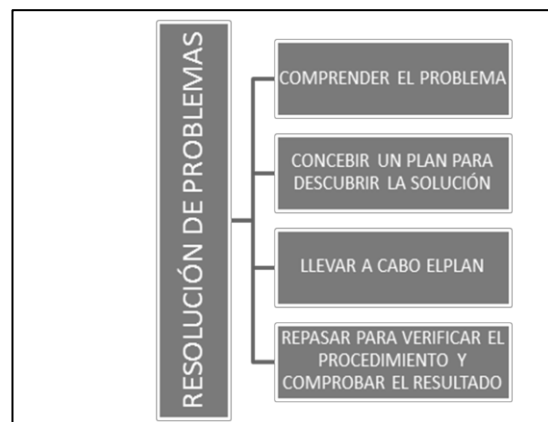 RESOLUCIÓN DE PROBLEMAS
COMPRENDER EL PROBLEMA
CONCEBIR UN PLAN PARA
DESCUBRIR LA SOLUCIÓN
LLEVAR A CABO ELPLAN
REPASAR PARA VERIFICAR EL
PROCEDIMIENTO Y
COMPROBAR EL RESULTADO